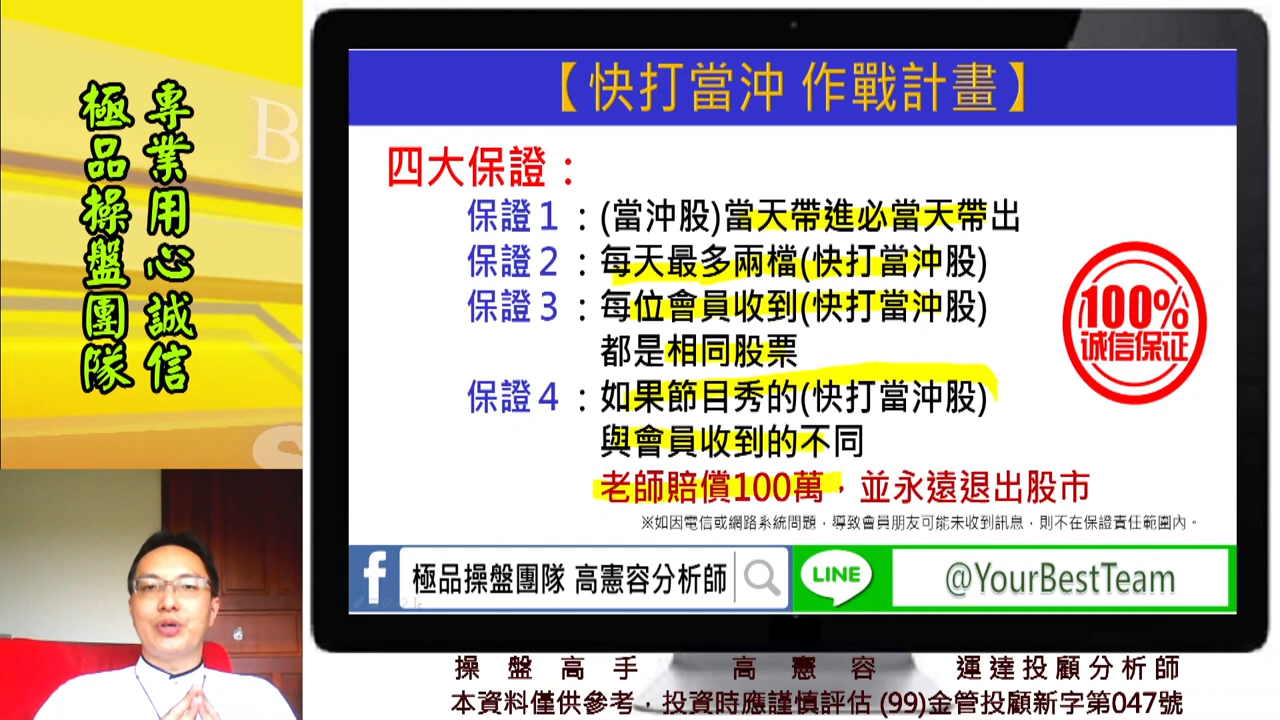 專業用心誠信
極品操盤團隊
【快打當沖 作戰計畫】
四大保證：
保證1：(當沖股)當天帶進必當天帶出
保證2：每天最多兩檔(快打當沖股)
保證3：每位會員收到(快打當沖股)
都是相同股票
保證4：如果節目秀的(快打當沖股)
與會員收到的不同
老師賠償100萬，並永遠退出股市
※如因電信或網路系統問題，導致會員朋友可能未收到訊息，則不在保證責任範圍內。
100%
诚信保证
f 極品操盤團隊 高憲容分析師
LINE @YourBestTeam
操盤高手 高憲容 運達投顧分析師
本資料僅供參考，投資時應謹慎評估 (99)金管投顧新字第047號
B
S